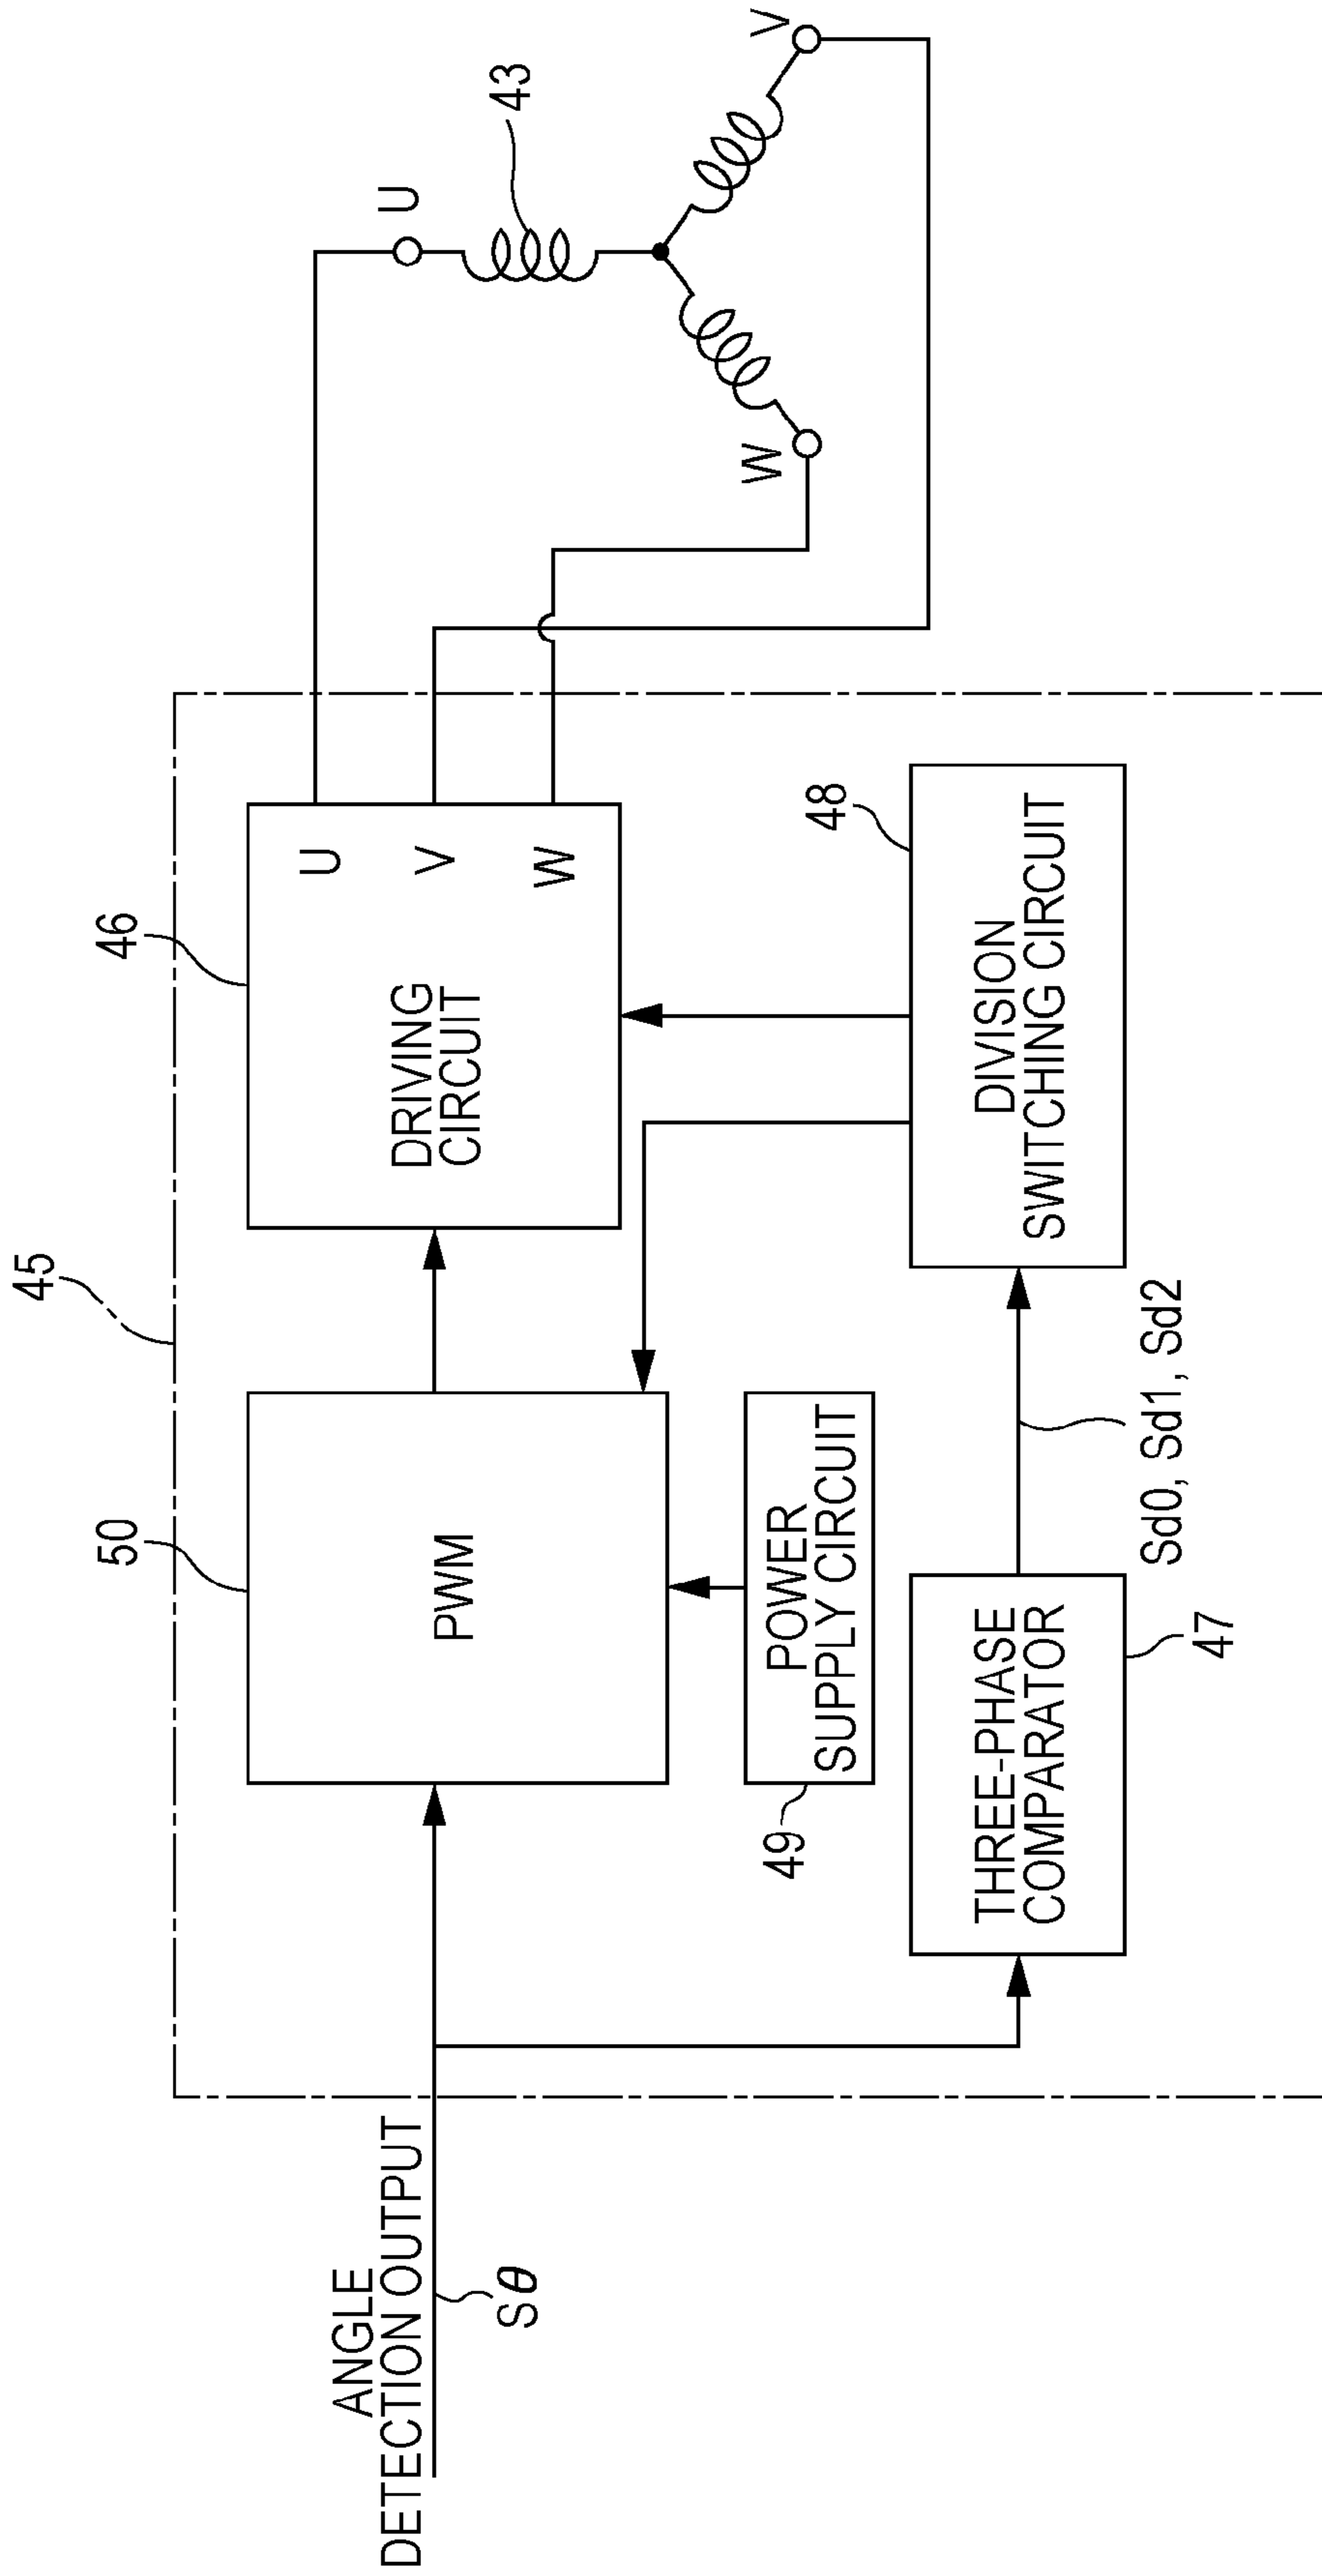 45
50
46
43
U
V
W
ANGLE
DETECTION OUTPUT
Sθ
PWM
DRIVING
CIRCUIT
U
V
W
49
POWER
SUPPLY CIRCUIT
48
THREE-PHASE
COMPARATOR
47
Sd0, Sd1, Sd2
DIVISION
SWITCHING CIRCUIT